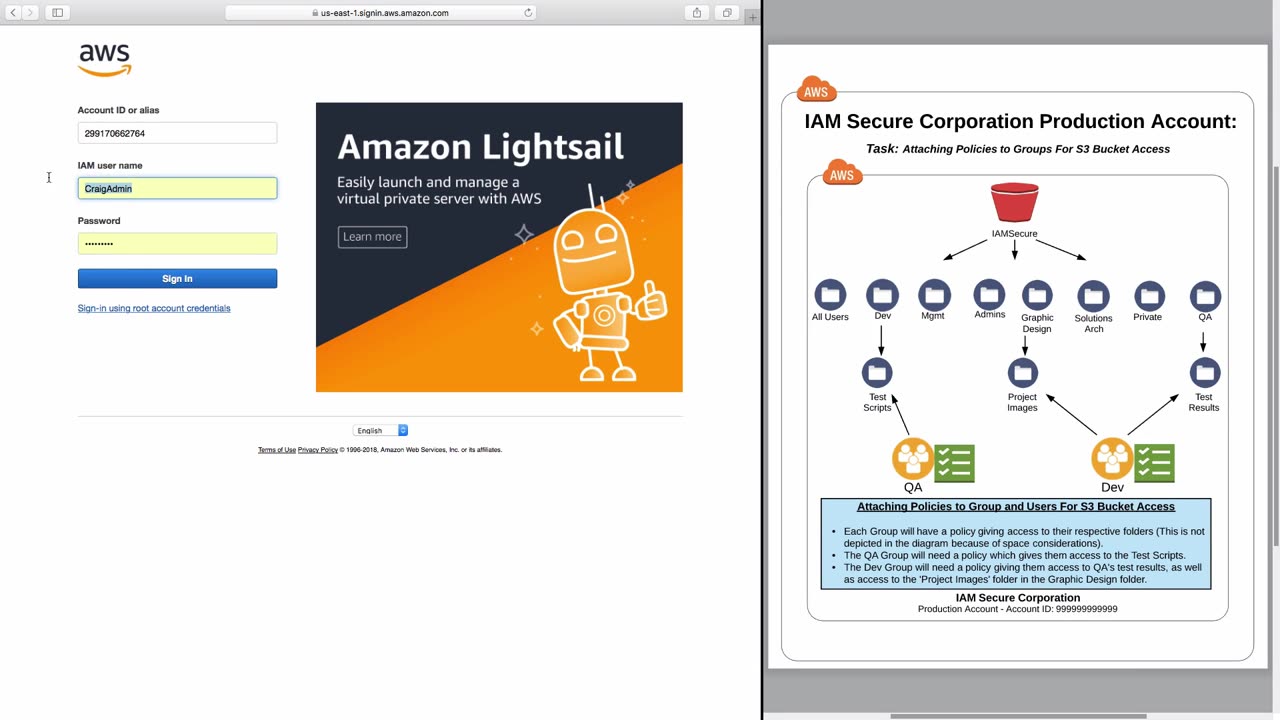 us-east-1.signin.aws.amazon.com
aws
Account ID or alias
299170662764
IAM user name
CraigAdmin
Password
•••••••••
Sign In
Sign-in using root account credentials
Amazon Lightsail
Easily launch and manage a
virtual private server with AWS
Learn more
English
Terms of Use Privacy Policy © 1996-2018, Amazon Web Services, Inc. or its affiliates.
AWS
IAM Secure Corporation Production Account:
Task: Attaching Policies to Groups For S3 Bucket Access
AWS
IAMSecure
All Users
Dev
Mgmt
Admins
Graphic
Design
Solutions
Arch
Private
QA
Test
Scripts
Project
Images
Test
Results
QA
Dev
Attaching Policies to Group and Users For S3 Bucket Access
• Each Group will have a policy giving access to their respective folders (This is not
depicted in the diagram because of space considerations).
• The QA Group will need a policy which gives them access to the Test Scripts.
• The Dev Group will need a policy giving them access to QA's test results, as well
as access to the 'Project Images' folder in the Graphic Design folder.
IAM Secure Corporation
Production Account - Account ID: 999999999999